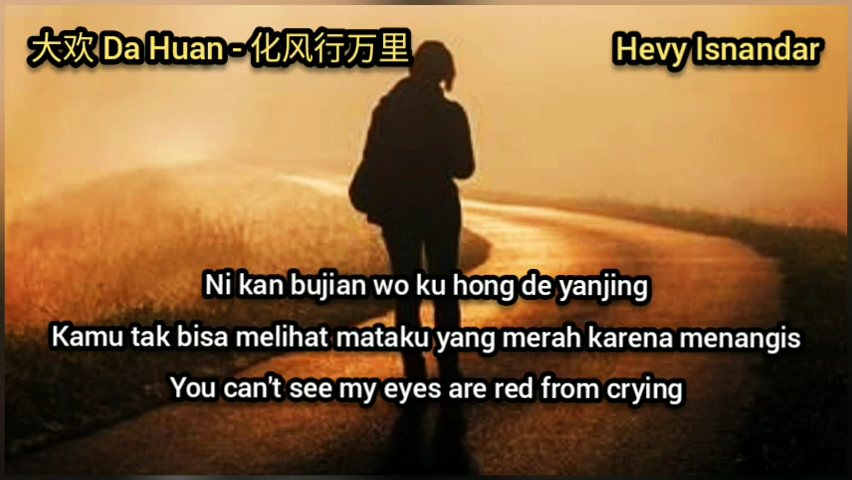 大欢 Da Huan - 化风行万里
Hevy Isnandar
Ni kan bujian wo ku hong de yanjing
Kamu tak bisa melihat mataku yang merah karena menangis
You can't see my eyes are red from crying